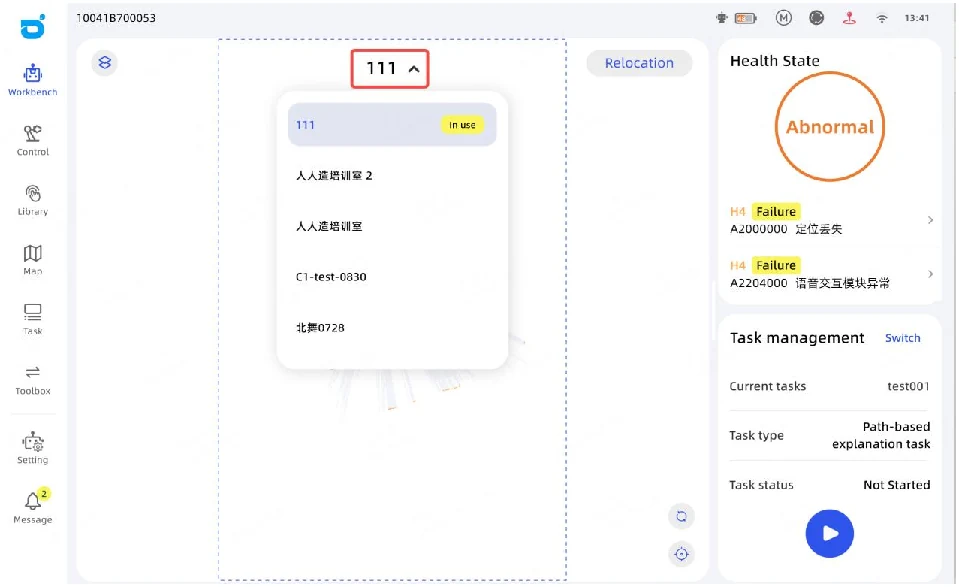 10041B700053
M
13:41
Workbench
Control
Library
Map
Task
Toolbox
Setting
2
Message
111
Relocation
111
In use
人人造培训室 2
人人造培训室
C1-test-0830
北舞0728
Health State
Abnormal
H4 Failure
A2000000 定位丢失
H4 Failure
A2204000 语音交互模块异常
Task management
Switch
Current tasks
test001
Task type
Path-based
explanation task
Task status
Not Started